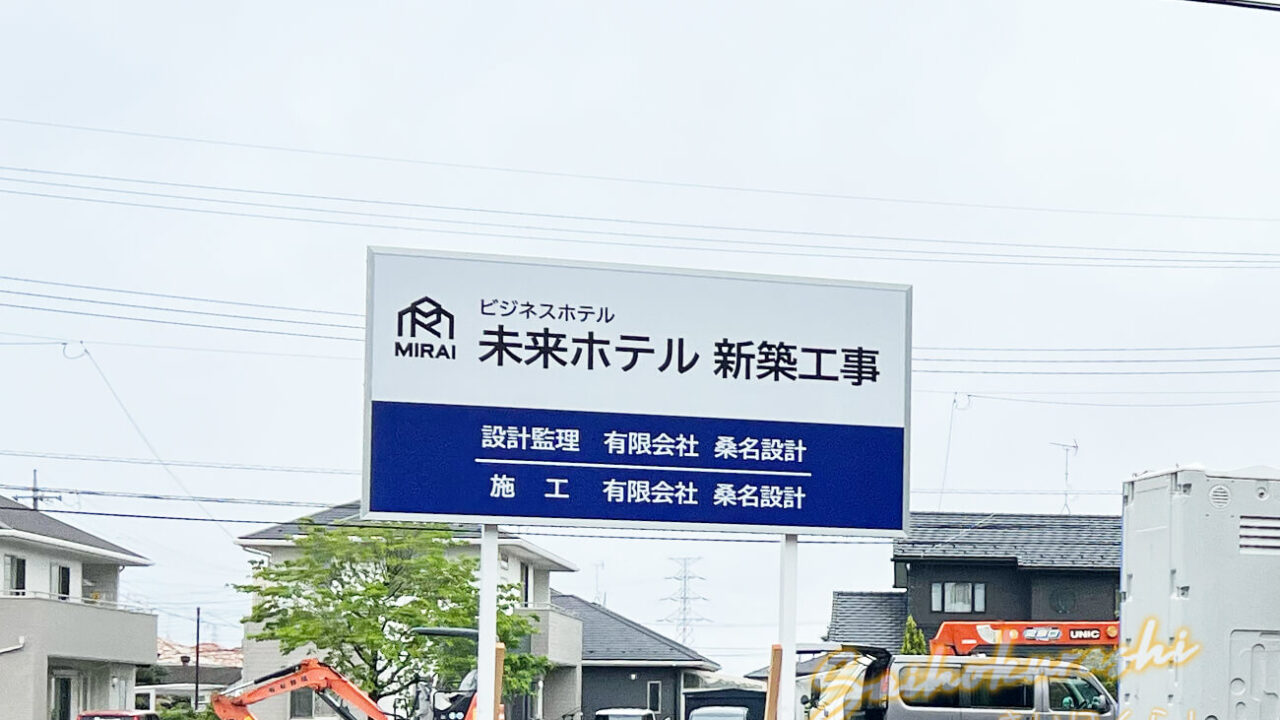 ビジネスホテル
MIRAI
未来ホテル 新築工事
設計監理 有限会社 桑名設計
施 工 有限会社 桑名設計
UNIC